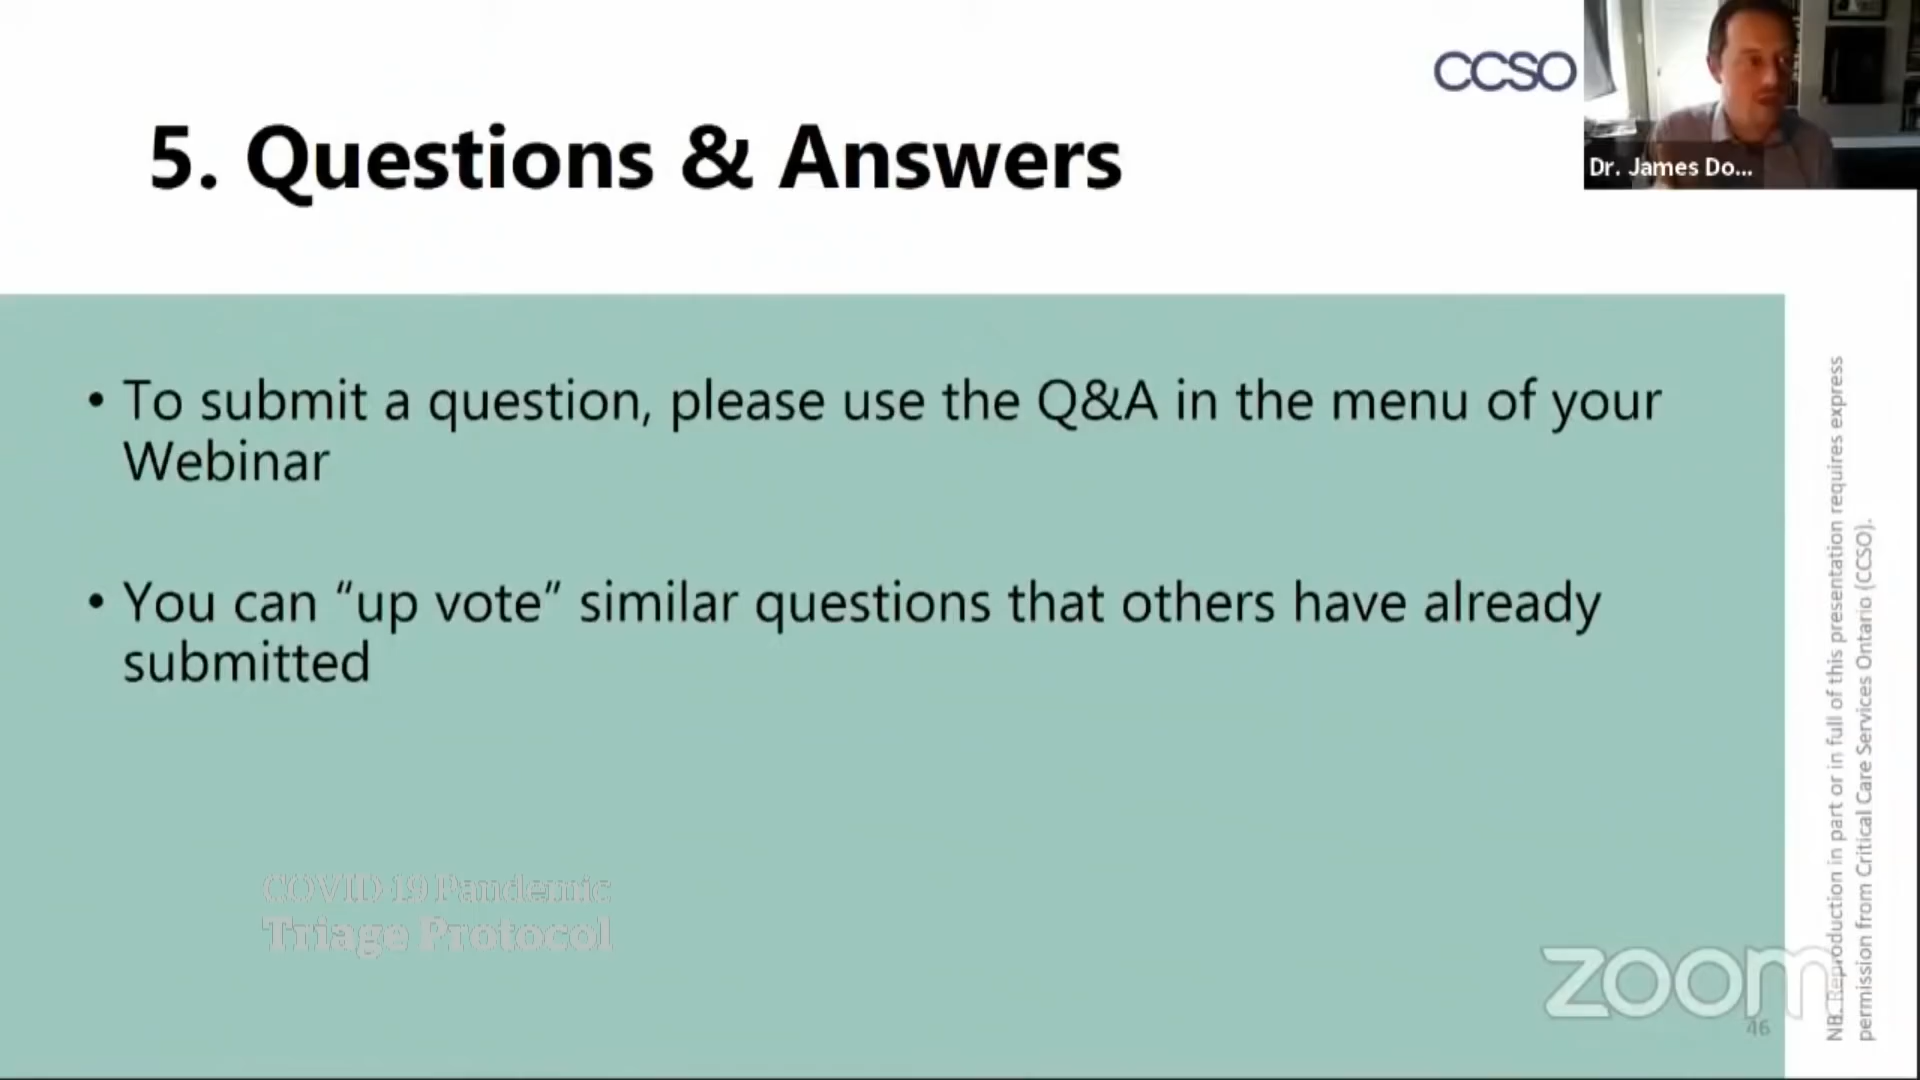 CCSO
5. Questions & Answers
Dr. James Do...
• To submit a question, please use the Q&A in the menu of your
Webinar
• You can “up vote” similar questions that others have already
submitted
COVID 19 Pandemic
Triage Protocol
zoom
46
NB. Reproduction in part or in full of this presentation requires express
permission from Critical Care Services Ontario (CCSO).